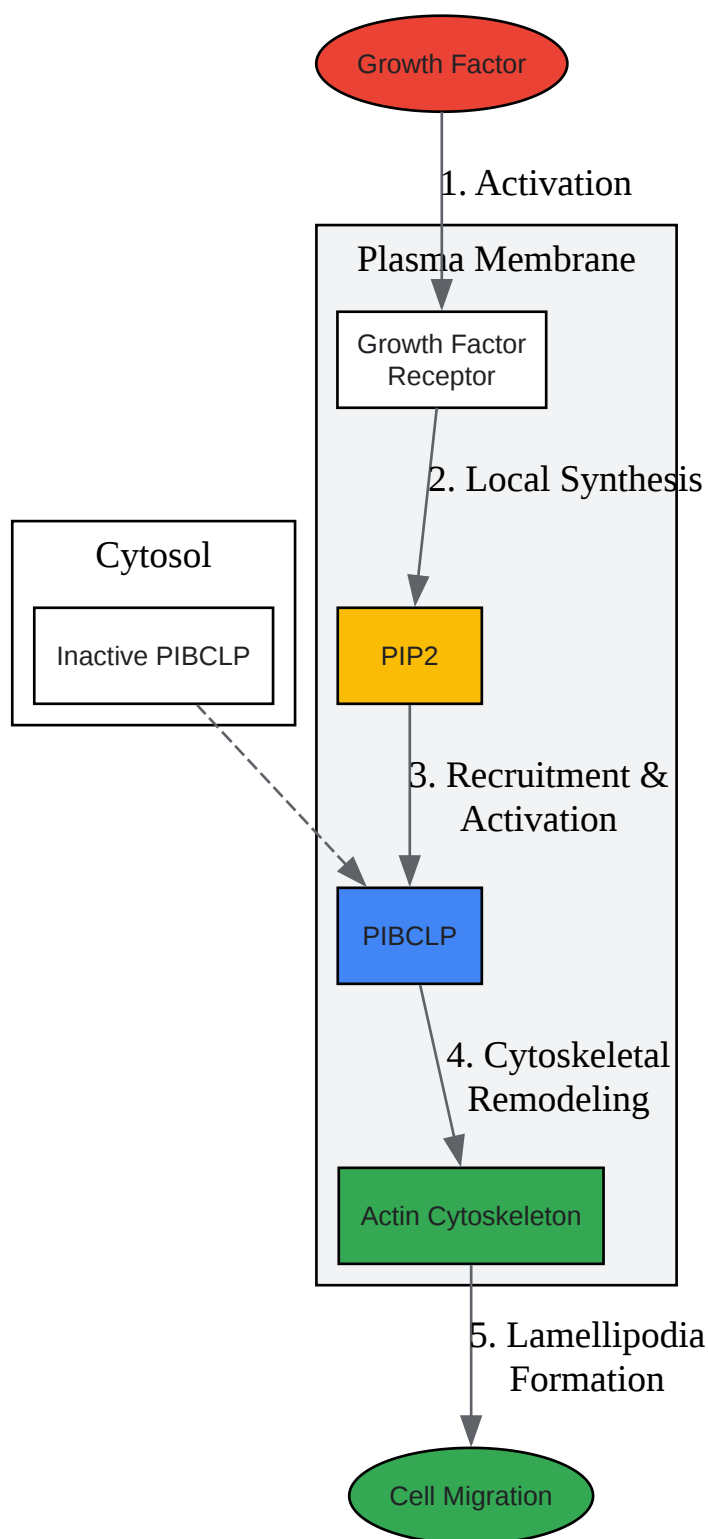 Growth Factor
1. Activation
Plasma Membrane
Growth Factor
Receptor
2. Local Synthesis
Cytosol
Inactive PIBCLP
PIP2
3. Recruitment &
Activation
PIBCLP
4. Cytoskeletal
Remodeling
Actin Cytoskeleton
5. Lamellipodia
Formation
Cell Migration